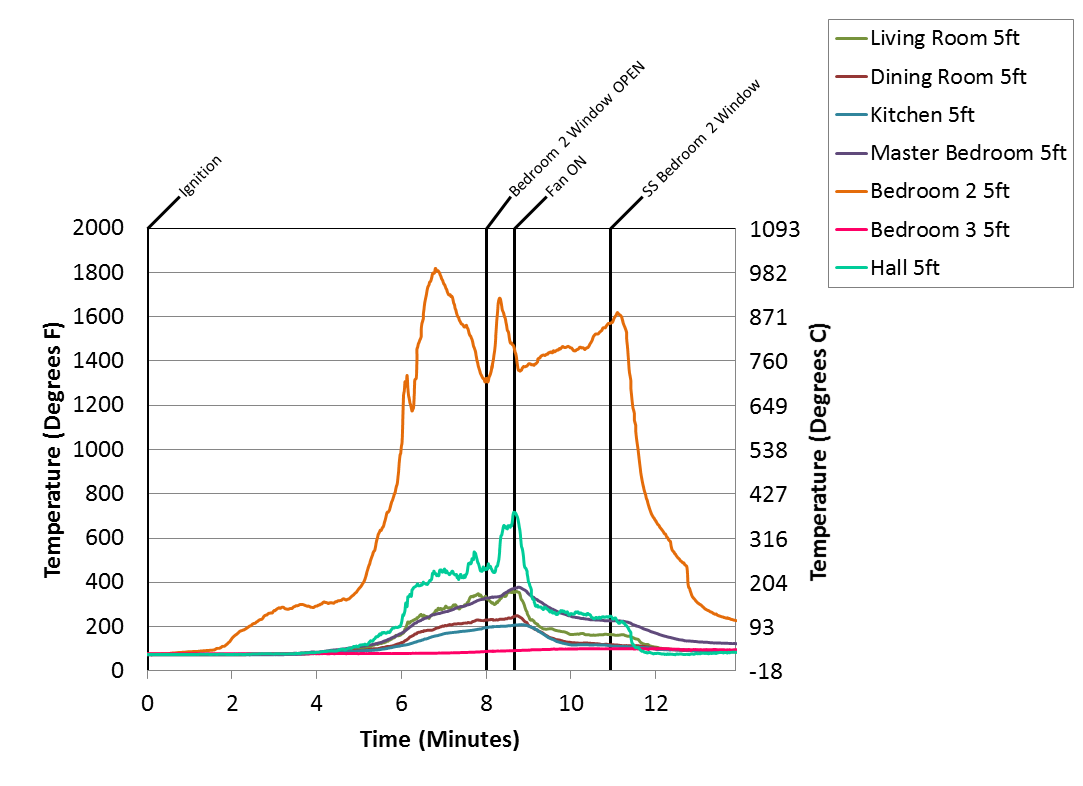 Living Room 5ft
Dining Room 5ft
Kitchen 5ft
Master Bedroom 5ft
Bedroom 2 5ft
Bedroom 3 5ft
Hall 5ft
Ignition
Bedroom 2 Window OPEN
Fan ON
SS Bedroom 2 Window
Temperature (Degrees F)
2000
1800
1600
1400
1200
1000
800
600
400
200
0
1093
982
871
760
649
538
427
316
204
93
-18
Temperature (Degrees C)
0 2 4 6 8 10 12
Time (Minutes)